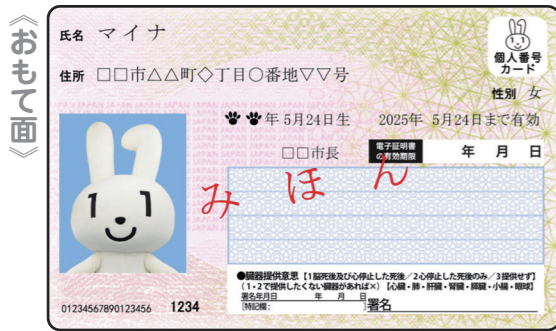 《おもて面》
氏名 マイナ
個人番号
カード
住所 □□市△△町◇丁目○番地▽▽号
性別 女
年 5月24日生 2025年 5月24日まで有効
□□市長 電子証明書の有効期限 年 月 日
みほん
1 1
●臓器提供意思【1脳死後及び心停止した死後/2心停止した死後のみ/3提供せず】
(1・2で提供したくない臓器があれば×)【心臓・肺・肝臓・腎臓・膵臓・小腸・眼球】
署名年月日 年 月 日
[特記欄: ]署名
01234567890123456 1234